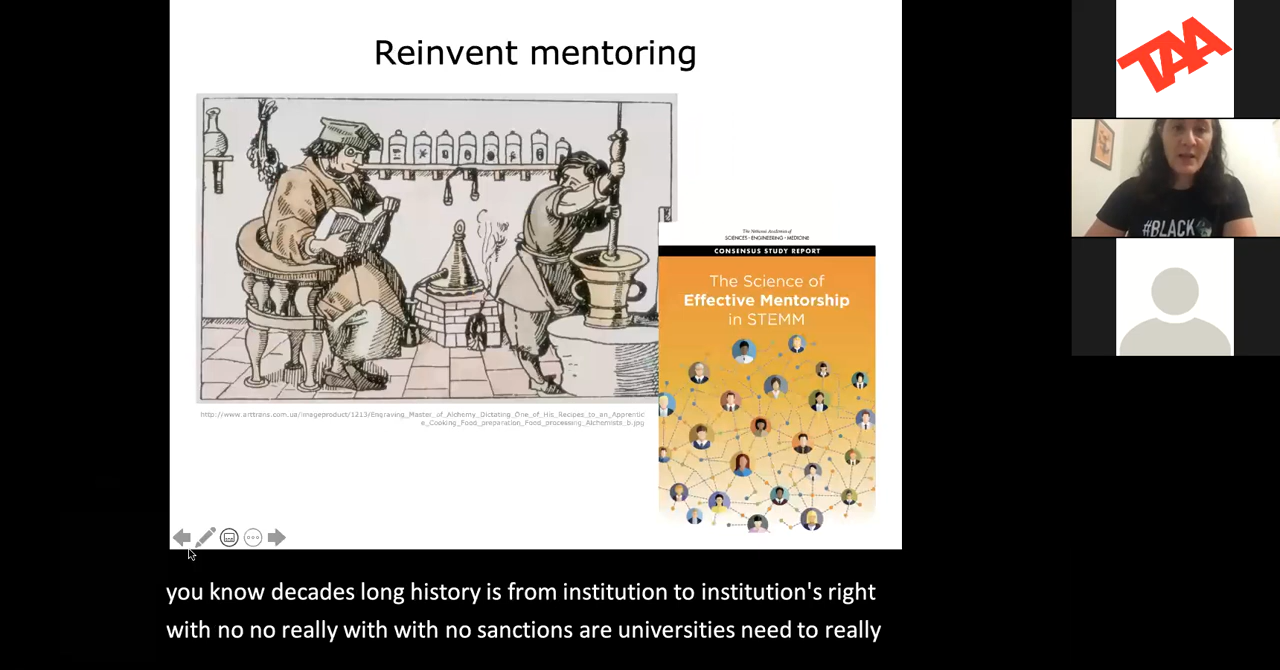 Reinvent mentoring
http://www.arttrans.com.ua/imageproduct/1213/Engraving_Master_of_Alchemy_Dictating_One_of_His_Recipes_to_an_Apprentic
e_Cooking_Food_preparation_Food_processing_Alchemists_b.jpg
The National Academies of
SCIENCES • ENGINEERING • MEDICINE
CONSENSUS STUDY REPORT
The Science of
Effective Mentorship
in STEMM
TAA
#BLACK
you know decades long history is from institution to institution's right
with no no really with with no sanctions are universities need to really